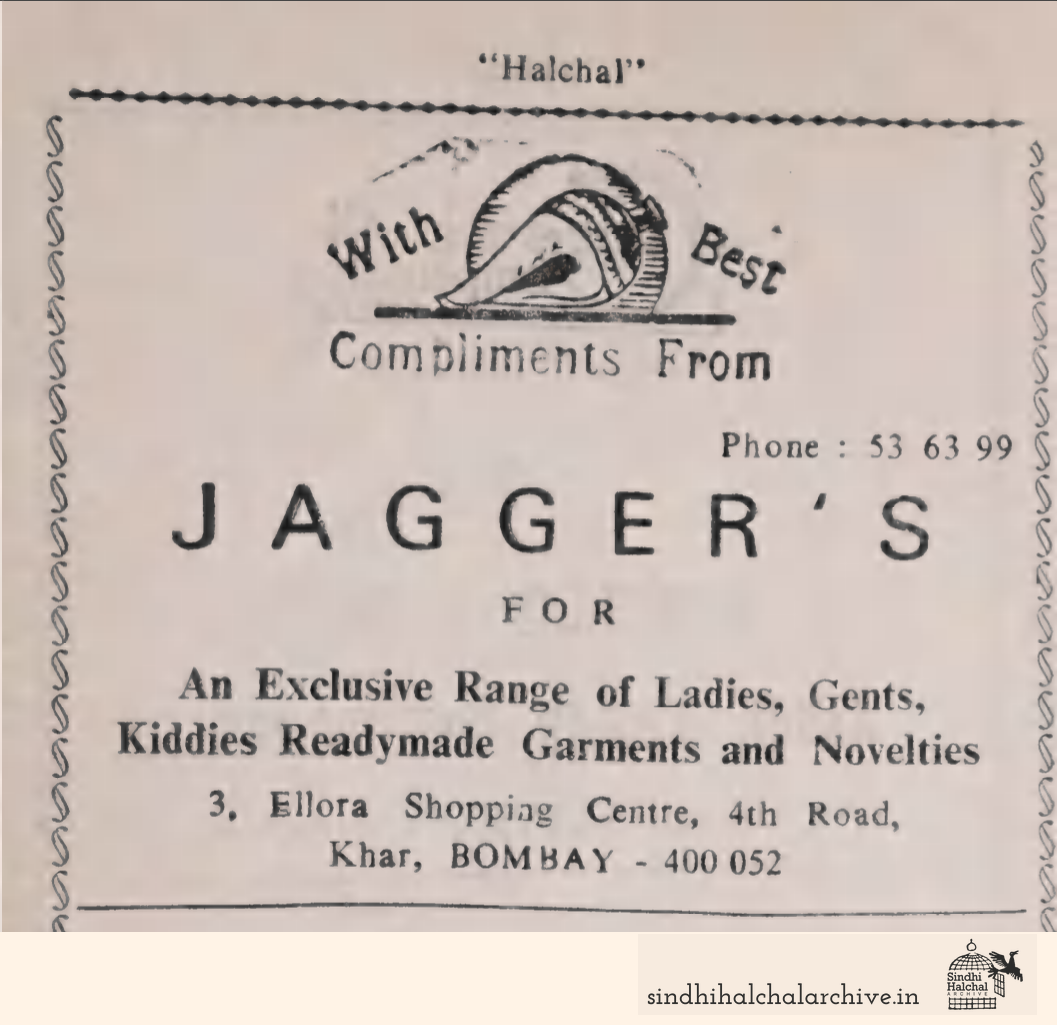 “Halchal”
With Best
Compliments From
Phone : 53 63 99
JAGGER'S
FOR
An Exclusive Range of Ladies, Gents,
Kiddies Readymade Garments and Novelties
3, Ellora Shopping Centre, 4th Road,
Khar, BOMBAY - 400 052
sindhihalchalarchive.in
Sindhi
Halchal
ARCHIVE